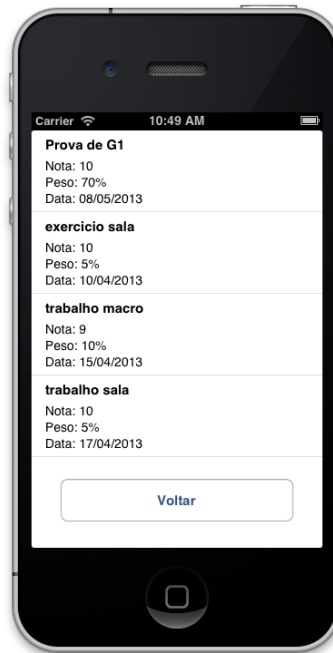 Carrier 10:49 AM
Prova de G1
Nota: 10
Peso: 70%
Data: 08/05/2013
exercicio sala
Nota: 10
Peso: 5%
Data: 10/04/2013
trabalho macro
Nota: 9
Peso: 10%
Data: 15/04/2013
trabalho sala
Nota: 10
Peso: 5%
Data: 17/04/2013
Voltar